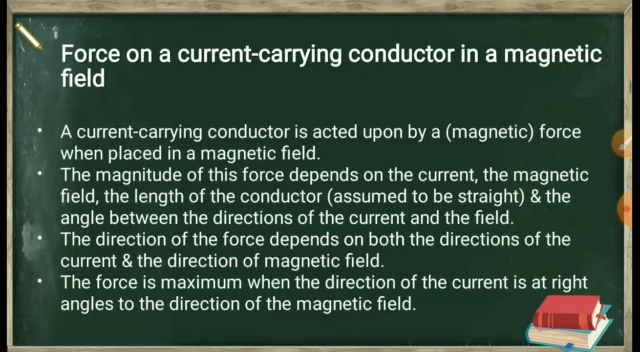 Force on a current-carrying conductor in a magnetic
field
• A current-carrying conductor is acted upon by a (magnetic) force
when placed in a magnetic field.
• The magnitude of this force depends on the current, the magnetic
field, the length of the conductor (assumed to be straight) & the
angle between the directions of the current and the field.
• The direction of the force depends on both the directions of the
current & the direction of magnetic field.
• The force is maximum when the direction of the current is at right
angles to the direction of the magnetic field.